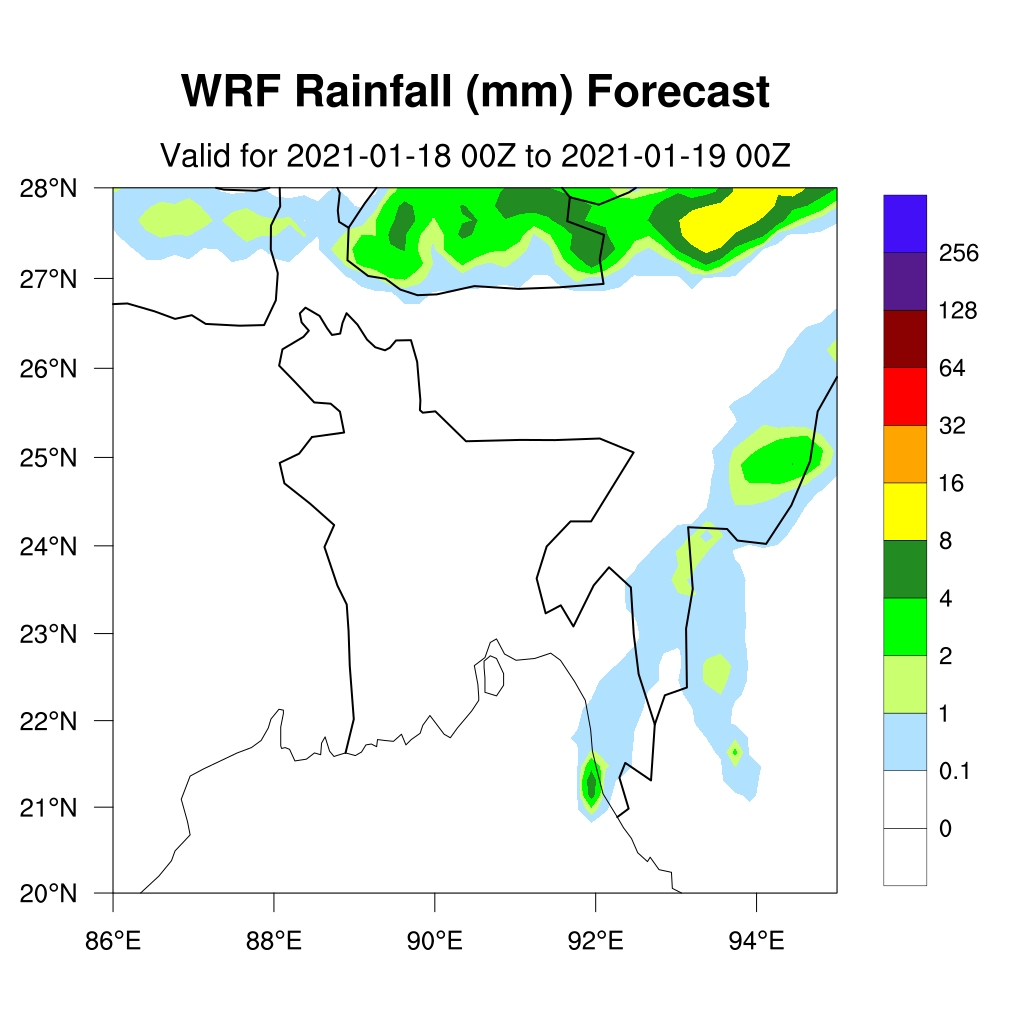 WRF Rainfall (mm) Forecast
Valid for 2021-01-18 00Z to 2021-01-19 00Z
28°N
27°N
26°N
25°N
24°N
23°N
22°N
21°N
20°N
86°E
88°E
90°E
92°E
94°E
256
128
64
32
16
8
4
2
1
0.1
0